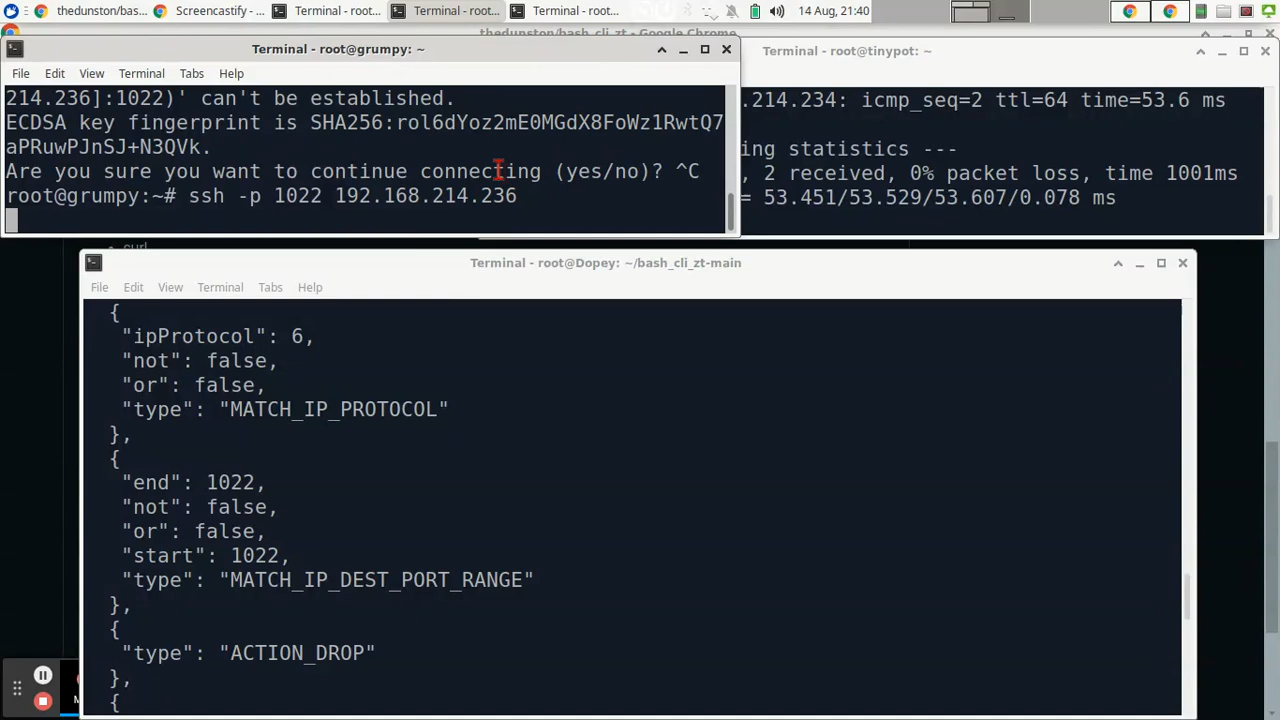 thedunston/bas...
Screencastify - ...
Terminal - root...
Terminal - root...
Terminal - root...
14 Aug, 21:40
thedunston/bash_cli_zt - Google Chrome
Terminal - root@grumpy: ~
File Edit View Terminal Tabs Help
214.236]:1022)' can't be established.
ECDSA key fingerprint is SHA256:rol6dYoz2mE0MGdX8FoWz1RwtQ7
aPRuwPJnSJ+N3QVk.
Are you sure you want to continue connecting (yes/no)? ^C
root@grumpy:~# ssh -p 1022 192.168.214.236
Terminal - root@tinypot: ~
.214.234: icmp_seq=2 ttl=64 time=53.6 ms
ing statistics ---
, 2 received, 0% packet loss, time 1001ms
= 53.451/53.529/53.607/0.078 ms
curl
Terminal - root@Dopey: ~/bash_cli_zt-main
File Edit View Terminal Tabs Help
{
"ipProtocol": 6,
"not": false,
"or": false,
"type": "MATCH_IP_PROTOCOL"
},
{
"end": 1022,
"not": false,
"or": false,
"start": 1022,
"type": "MATCH_IP_DEST_PORT_RANGE"
},
{
"type": "ACTION_DROP"
},
{